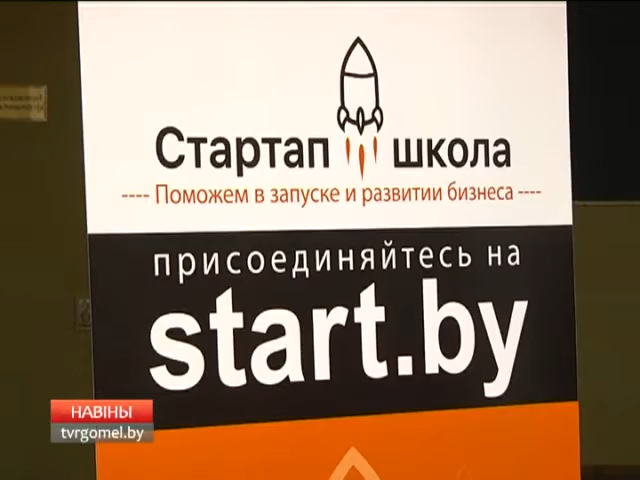 Стартап школа
---- Поможем в запуске и развитии бизнеса ----
присоединяйтесь на
start.by
НАВІНЫ
tvrgomel.by